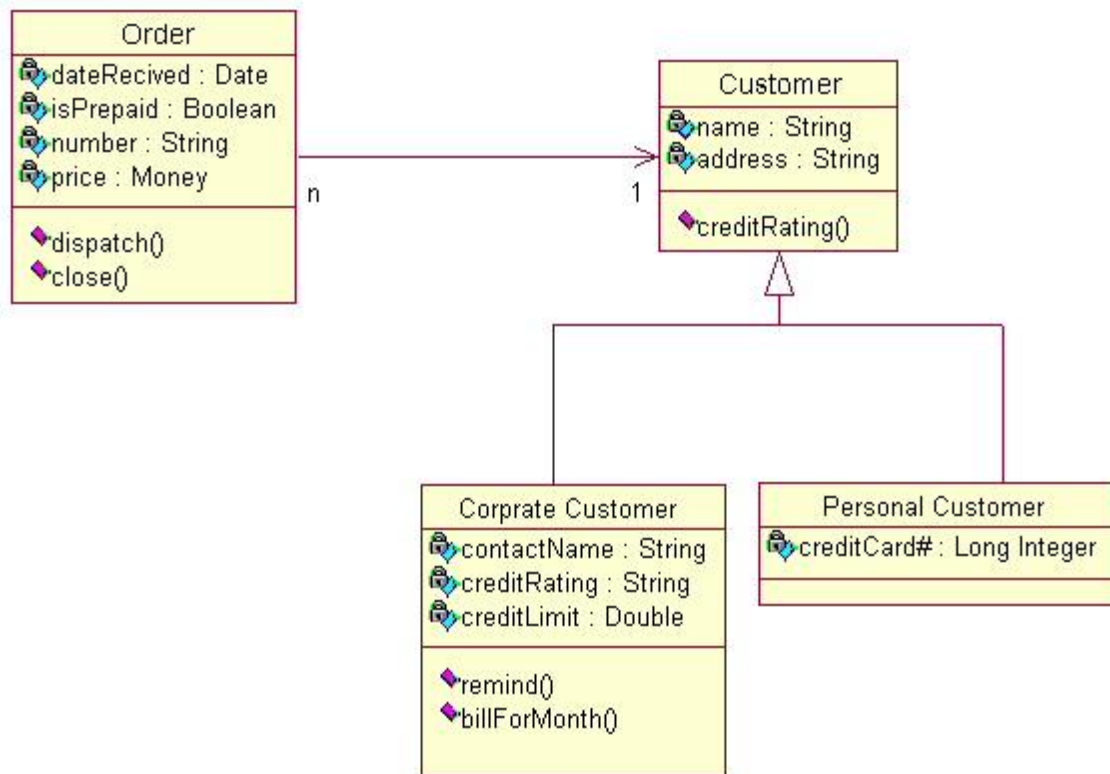 Order
dateRecived : Date
isPrepaid : Boolean
number : String
price : Money
dispatch()
close()
n
1
Customer
name : String
address : String
creditRating()
Corprate Customer
contactName : String
creditRating : String
creditLimit : Double
remind()
billForMonth()
Personal Customer
creditCard# : Long Integer